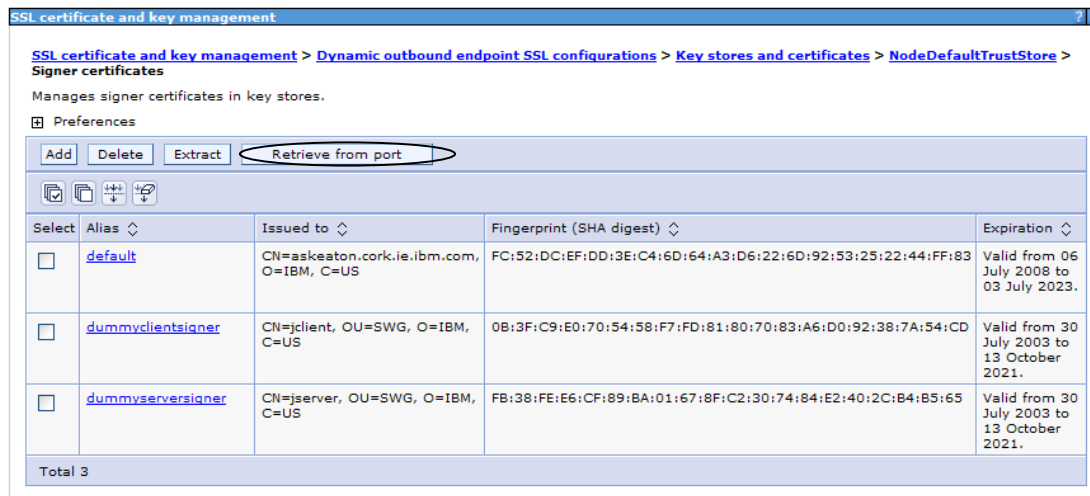 SSL certificate and key management ?
SSL certificate and key management > Dynamic outbound endpoint SSL configurations > Key stores and certificates > NodeDefaultTrustStore >
Signer certificates
Manages signer certificates in key stores.
Preferences
Add Delete Extract Retrieve from port
Select Alias Issued to Fingerprint (SHA digest) Expiration
default CN=askeaton.cork.ie.ibm.com, FC:52:DC:EF:DD:3E:C4:6D:64:A3:D6:22:6D:92:53:25:22:44:FF:83 Valid from 06
O=IBM, C=US July 2008 to
03 July 2023.
dummyclientsigner CN=jclient, OU=SWG, O=IBM, 0B:3F:C9:E0:70:54:58:F7:FD:81:80:70:83:A6:D0:92:38:7A:54:CD Valid from 30
C=US July 2003 to
13 October
2021.
dummyserversigner CN=jserver, OU=SWG, O=IBM, FB:38:FE:E6:CF:89:BA:01:67:8F:C2:30:74:84:E2:40:2C:B4:B5:65 Valid from 30
C=US July 2003 to
13 October
2021.
Total 3